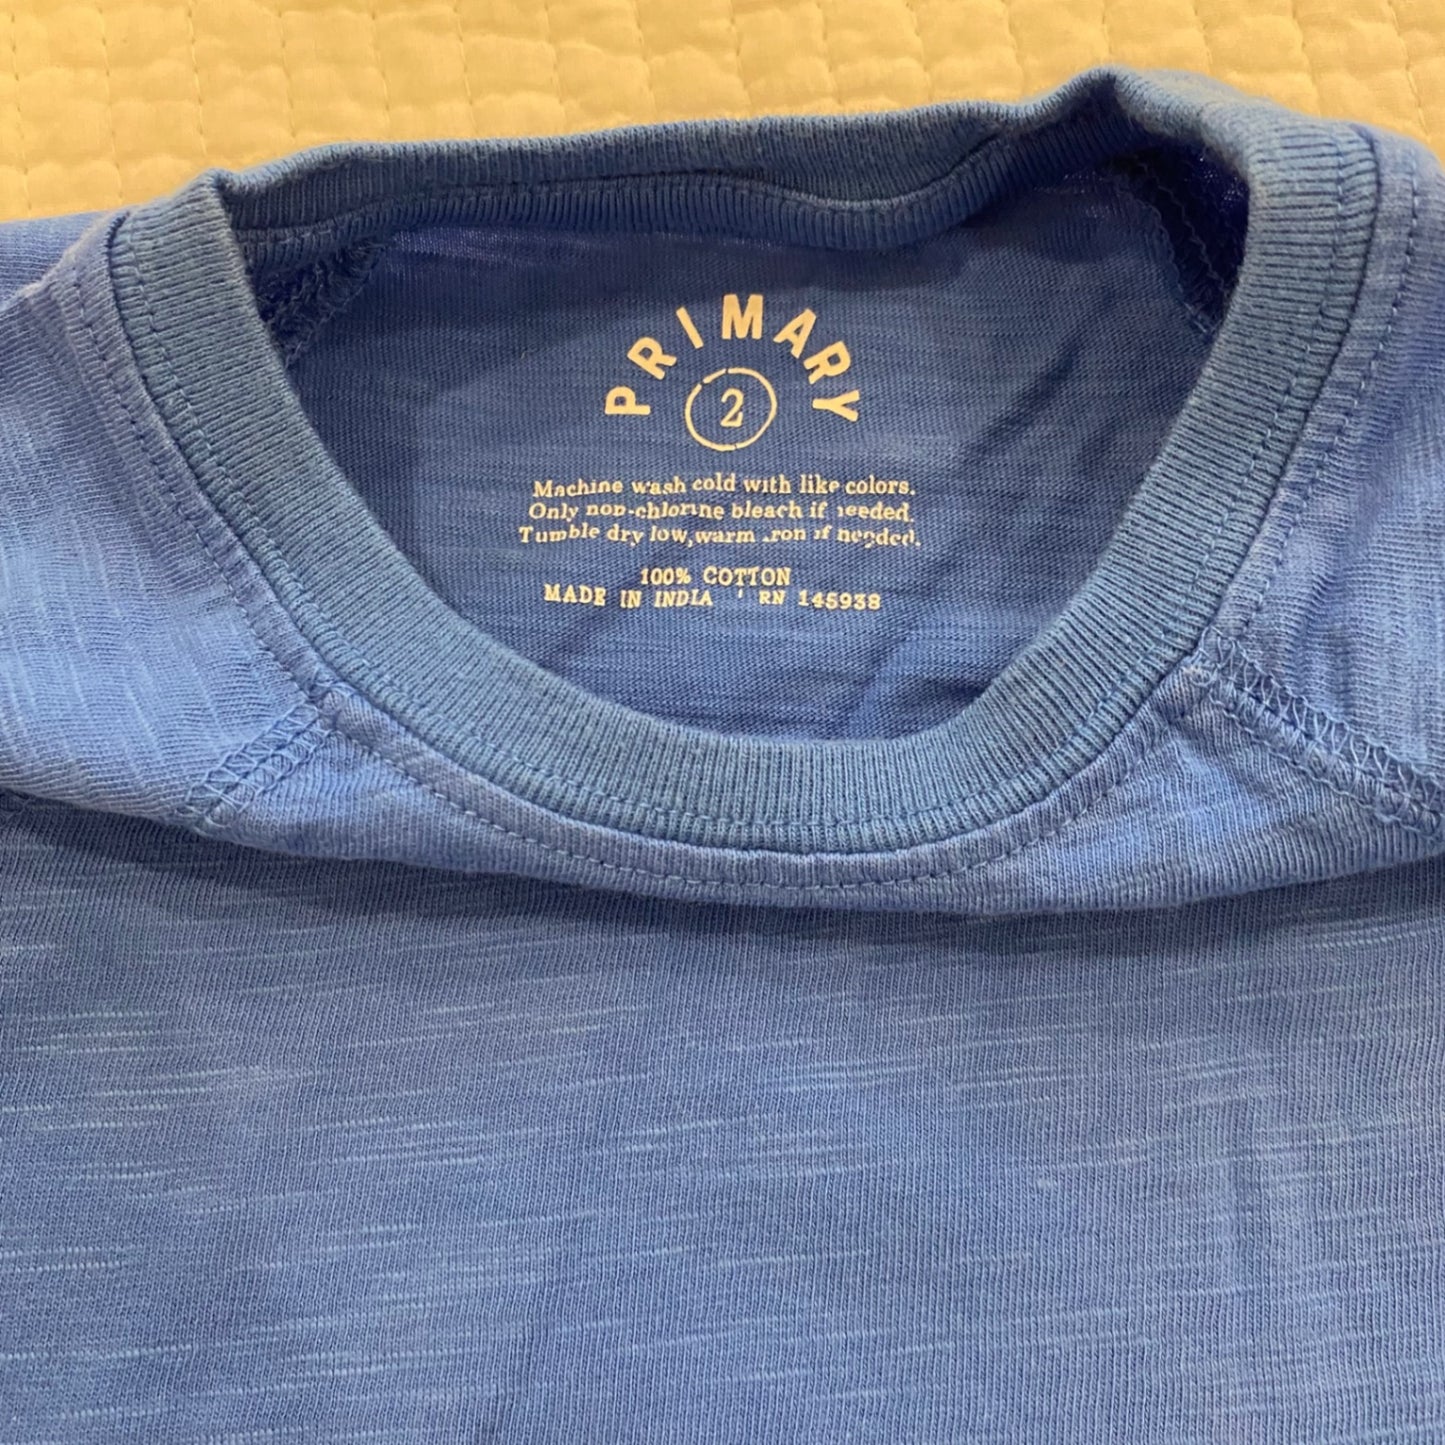 PRIMARY
2
Machine wash cold with like colors.
Only non-chlorine bleach if needed.
Tumble dry low, warm iron if needed.
100% COTTON
MADE IN INDIA RN 145938